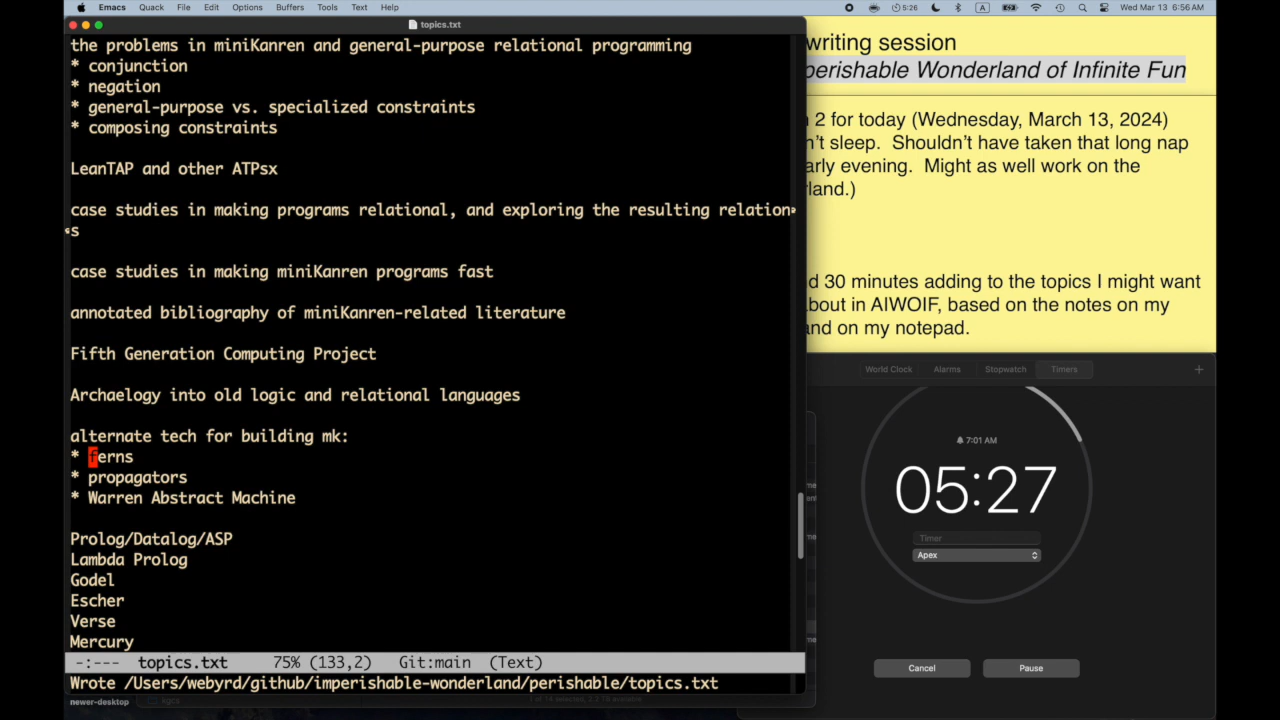 Emacs Quack File Edit Options Buffers Tools Text Help
5:26 A Wed Mar 13 6:56 AM
topics.txt
the problems in miniKanren and general-purpose relational programming
* conjunction
* negation
* general-purpose vs. specialized constraints
* composing constraints
LeanTAP and other ATPsx
case studies in making programs relational, and exploring the resulting relation
s
case studies in making miniKanren programs fast
annotated bibliography of miniKanren-related literature
Fifth Generation Computing Project
Archaelogy into old logic and relational languages
alternate tech for building mk:
* ferns
* propagators
* Warren Abstract Machine
Prolog/Datalog/ASP
Lambda Prolog
Godel
Escher
Verse
Mercury
-:--- topics.txt 75% (133,2) Git:main (Text)
Wrote /Users/webyrd/github/imperishable-wonderland/perishable/topics.txt
newer-desktop
writing session
perishable Wonderland of Infinite Fun
2 for today (Wednesday, March 13, 2024)
n't sleep. Shouldn't have taken that long nap
arly evening. Might as well work on the
land.)
d 30 minutes adding to the topics I might want
bout in AIWOIF, based on the notes on my
and on my notepad.
World Clock Alarms Stopwatch Timers +
7:01 AM
05:27
Timer
Apex
Cancel Pause